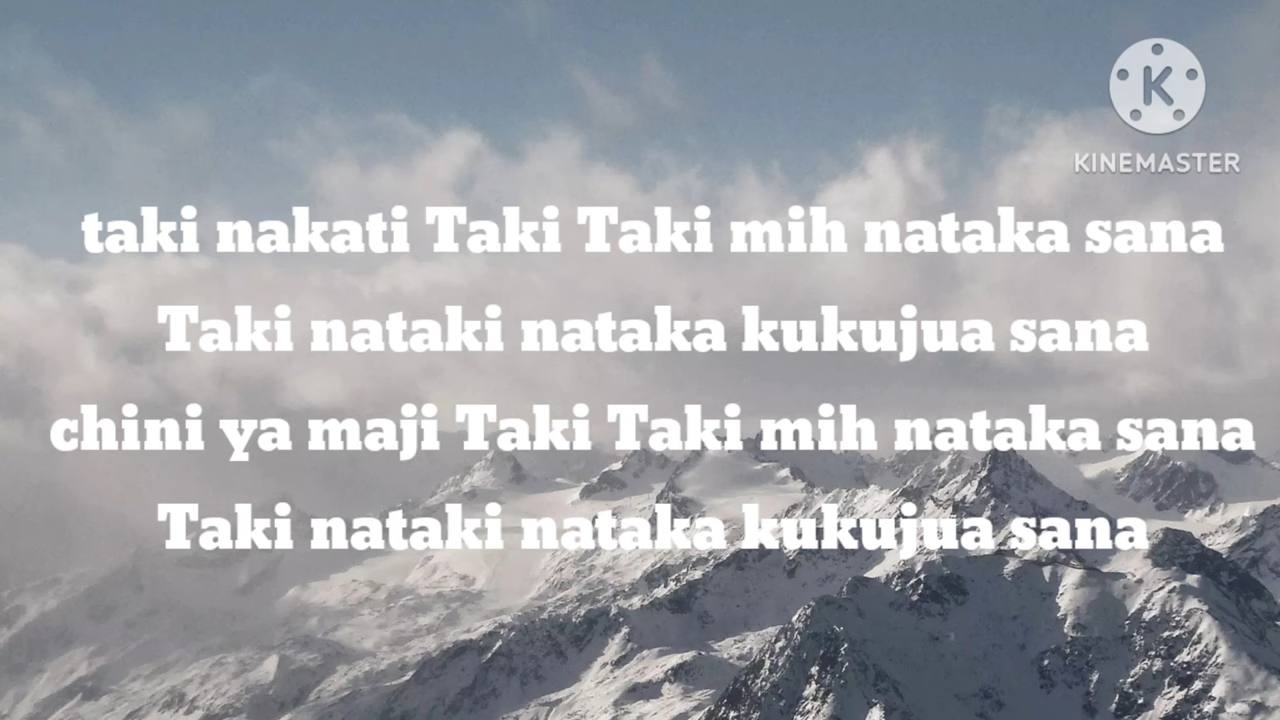 KINEMASTER
taki nakati Taki Taki mih nataka sana
Taki nataki nataka kukujua sana
chini ya maji Taki Taki mih nataka sana
Taki nataki nataka kukujua sana